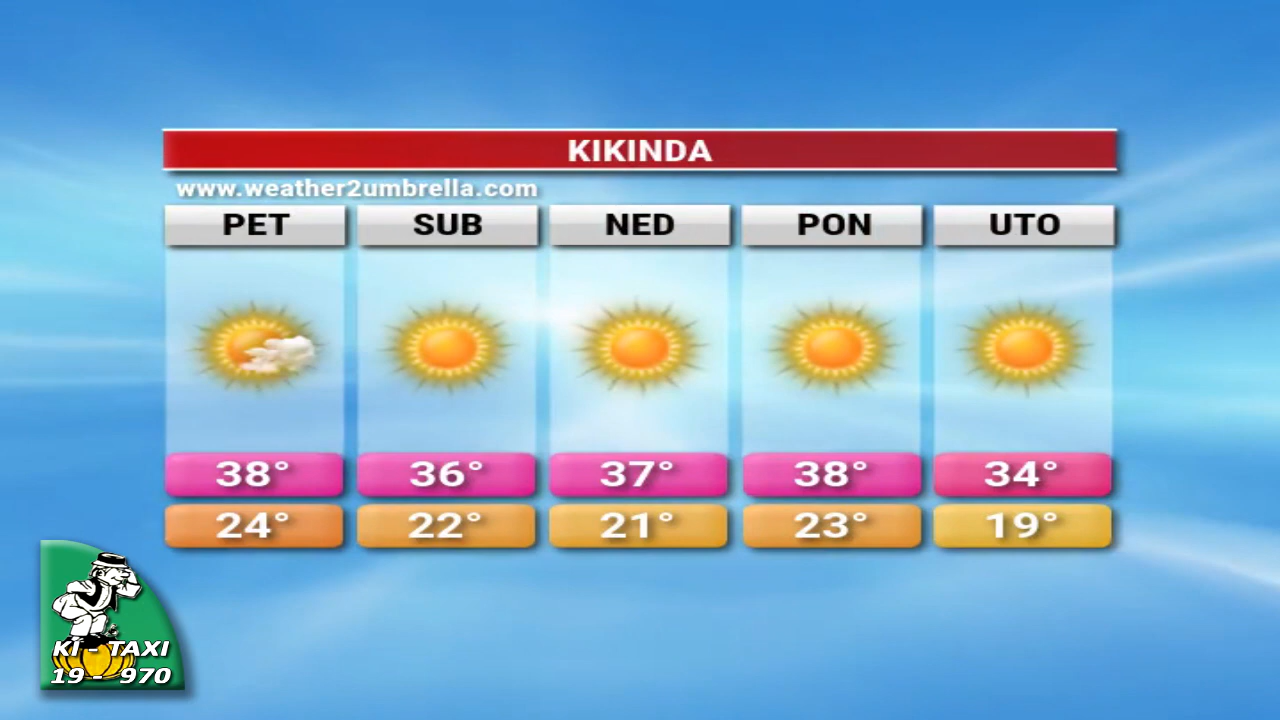 KIKINDA
www.weather2umbrella.com
PET SUB NED PON UTO
38° 36° 37° 38° 34°
24° 22° 21° 23° 19°
KI - TAXI
19 - 970